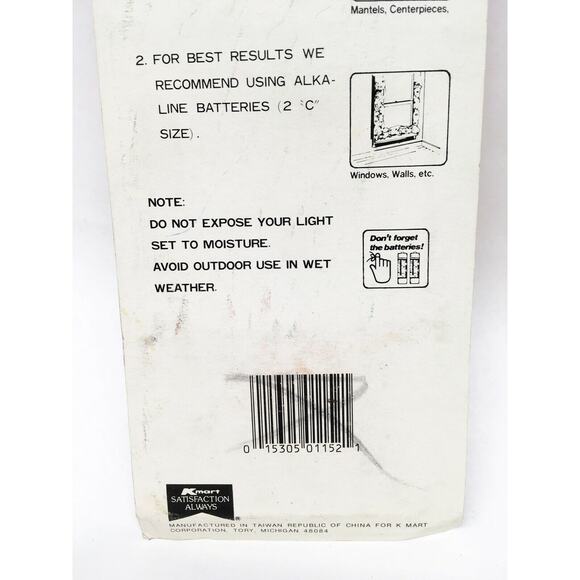 Mantels, Centerpieces,
2. FOR BEST RESULTS WE
RECOMMEND USING ALKA-
LINE BATTERIES (2 "C"
SIZE).
Windows, Walls, etc.
NOTE:
DO NOT EXPOSE YOUR LIGHT
SET TO MOISTURE.
AVOID OUTDOOR USE IN WET
WEATHER.
Don't forget
the batteries!
0 15305 01152 1
Kmart
SATISFACTION
ALWAYS
®
MANUFACTURED IN TAIWAN REPUBLIC OF CHINA FOR K MART
CORPORATION, TORY, MICHIGAN 48084